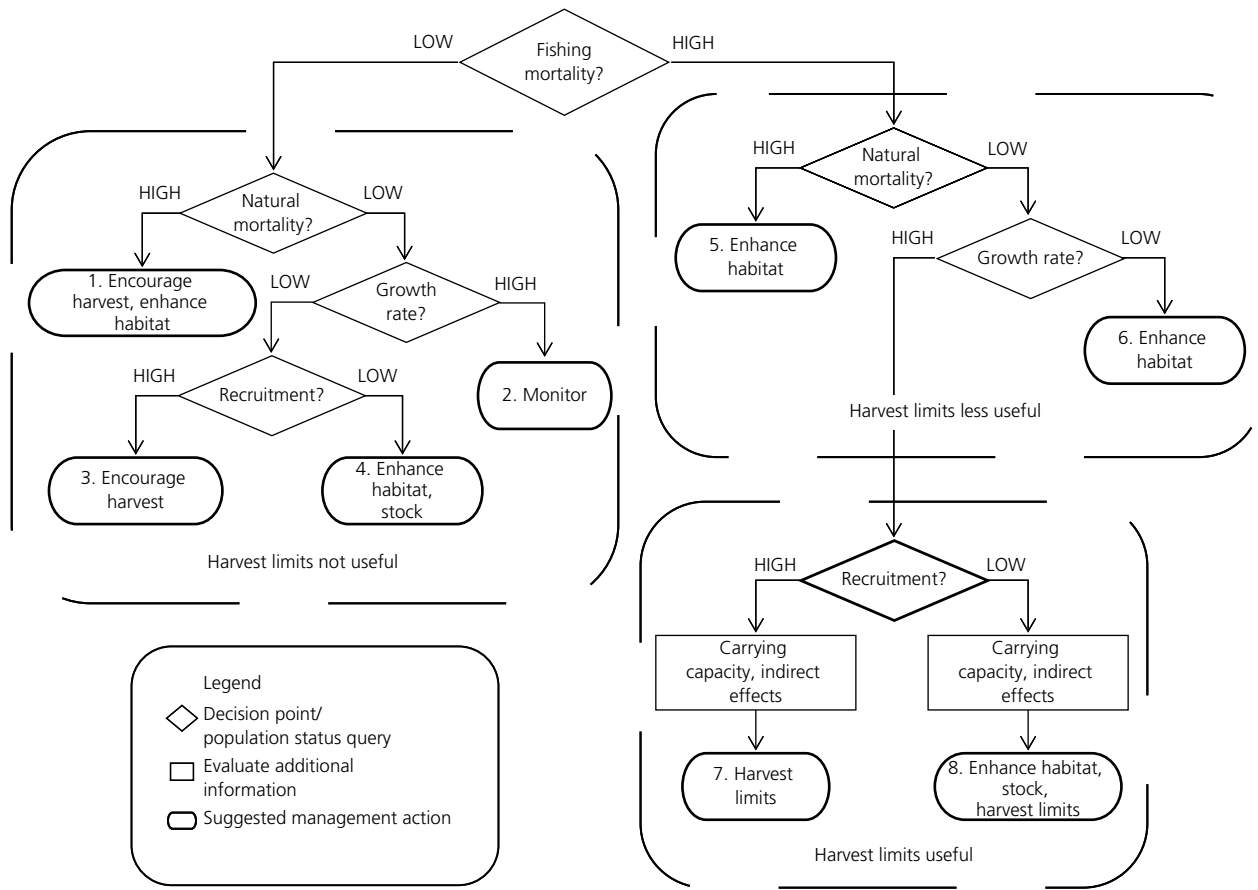 Fishing
mortality?
LOW
HIGH
Natural
mortality?
HIGH
LOW
1. Encourage
harvest, enhance
habitat
Growth
rate?
LOW
HIGH
2. Monitor
Recruitment?
HIGH
LOW
3. Encourage
harvest
4. Enhance
habitat,
stock
Harvest limits not useful
Natural
mortality?
HIGH
LOW
5. Enhance
habitat
Growth rate?
HIGH
LOW
6. Enhance
habitat
Harvest limits less useful
Recruitment?
HIGH
LOW
Carrying
capacity, indirect
effects
Carrying
capacity, indirect
effects
7. Harvest
limits
8. Enhance habitat,
stock,
harvest limits
Harvest limits useful
Legend
Decision point/
population status query
Evaluate additional
information
Suggested management action